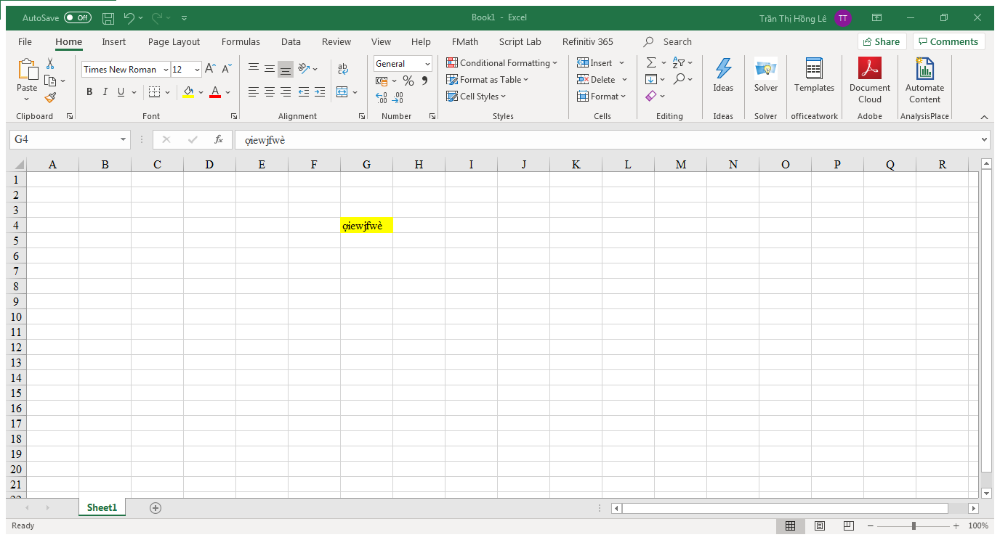 AutoSave Off Book1 - Excel Trần Thị Hồng Lê TT
File Home Insert Page Layout Formulas Data Review View Help FMath Script Lab Refinitiv 365 Search Share Comments
Paste
Times New Roman 12
B I U A
General
% 
Conditional Formatting
Format as Table
Cell Styles
Insert
Delete
Format
Ideas
Solver
Templates
Document Cloud
Automate Content
Clipboard Font Alignment Number Styles Cells Editing Ideas Solver officeatwork Adobe AnalysisPlace
G4 fx ợiewjfwè
A B C D E F G H I J K L M N O P Q R
1
2
3
4 ợiewjfwè
5
6
7
8
9
10
11
12
13
14
15
16
17
18
19
20
21
22
Sheet1
Ready 100%